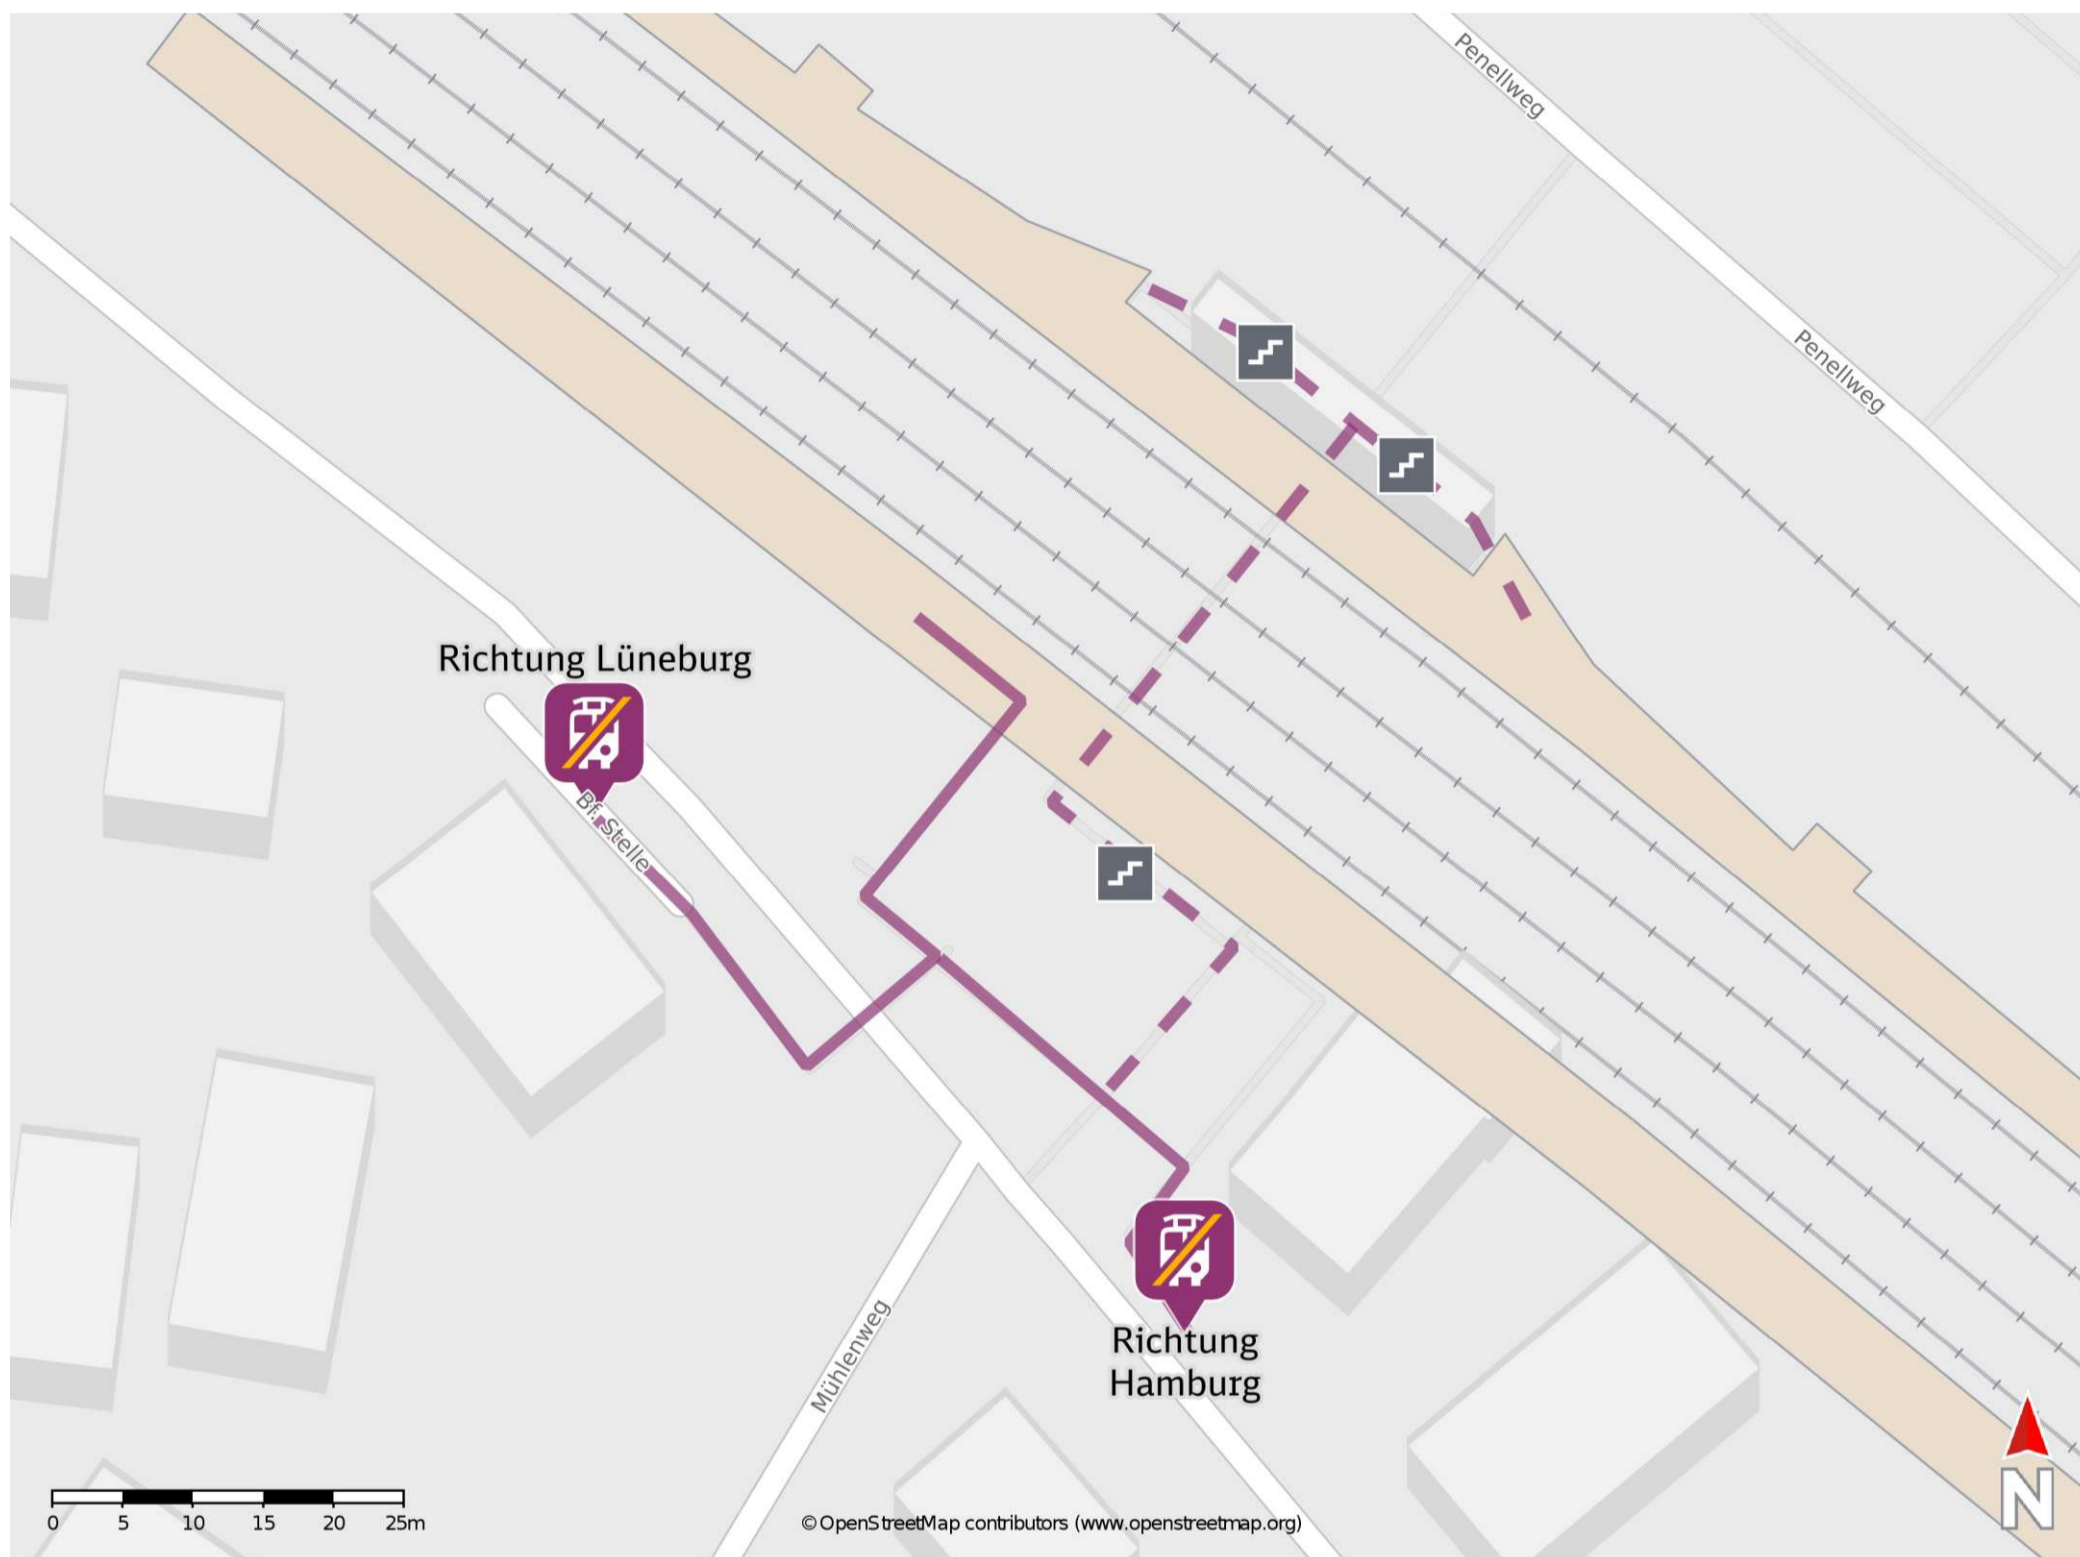 Penellweg
Penellweg
Richtung Lüneburg
Bf. Stelle
Mühlenweg
Richtung
Hamburg
0 5 10 15 20 25m
© OpenStreetMap contributors (www.openstreetmap.org)
N